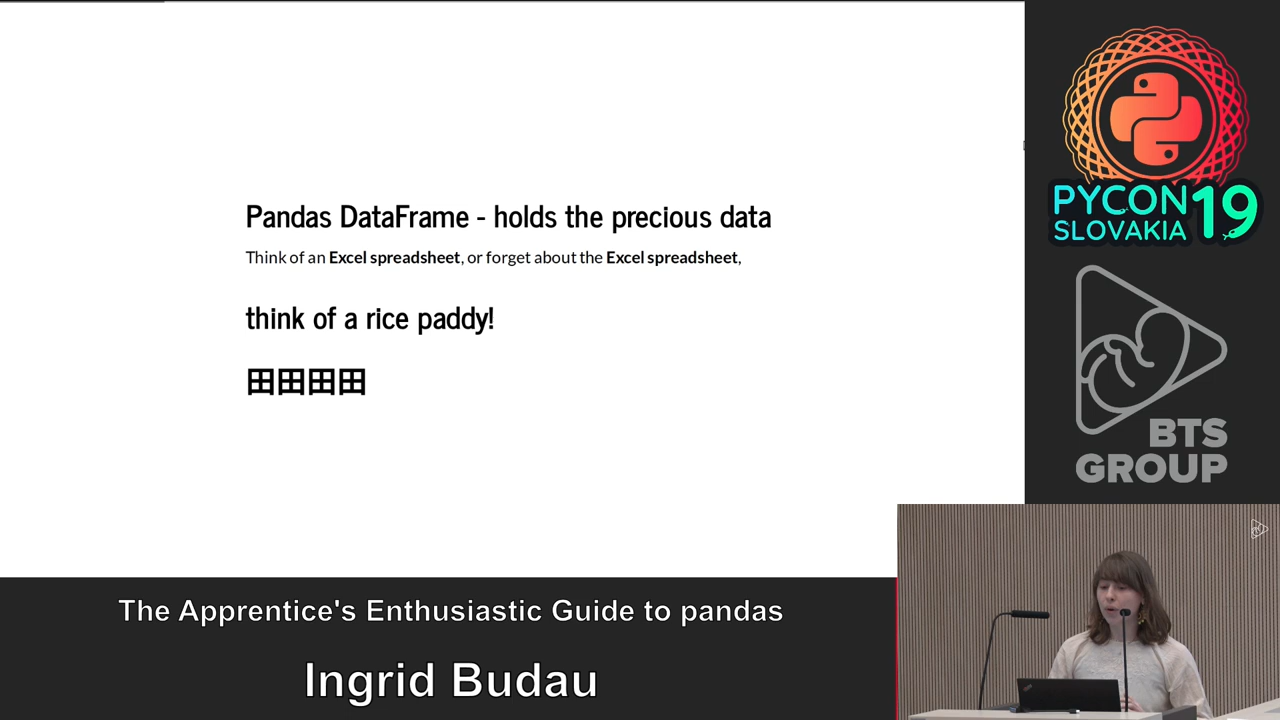 Pandas DataFrame - holds the precious data
Think of an Excel spreadsheet, or forget about the Excel spreadsheet,
think of a rice paddy!
田田田田
PYCON 19
SLOVAKIA
BTS
GROUP
The Apprentice's Enthusiastic Guide to pandas
Ingrid Budau